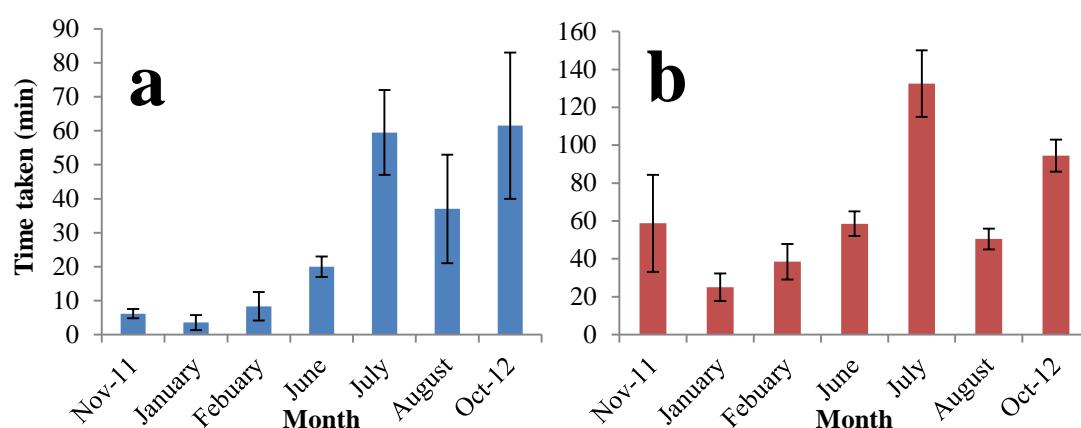 a
Time taken (min)
90
80
70
60
50
40
30
20
10
0
Nov-11
January
Febuary
June
July
August
Oct-12
Month
b
160
140
120
100
80
60
40
20
0
Nov-11
January
Febuary
June
July
August
Oct-12
Month